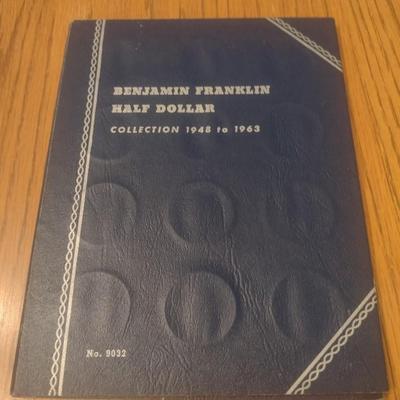 BENJAMIN FRANKLIN
HALF DOLLAR
COLLECTION 1948 to 1963
No. 9032